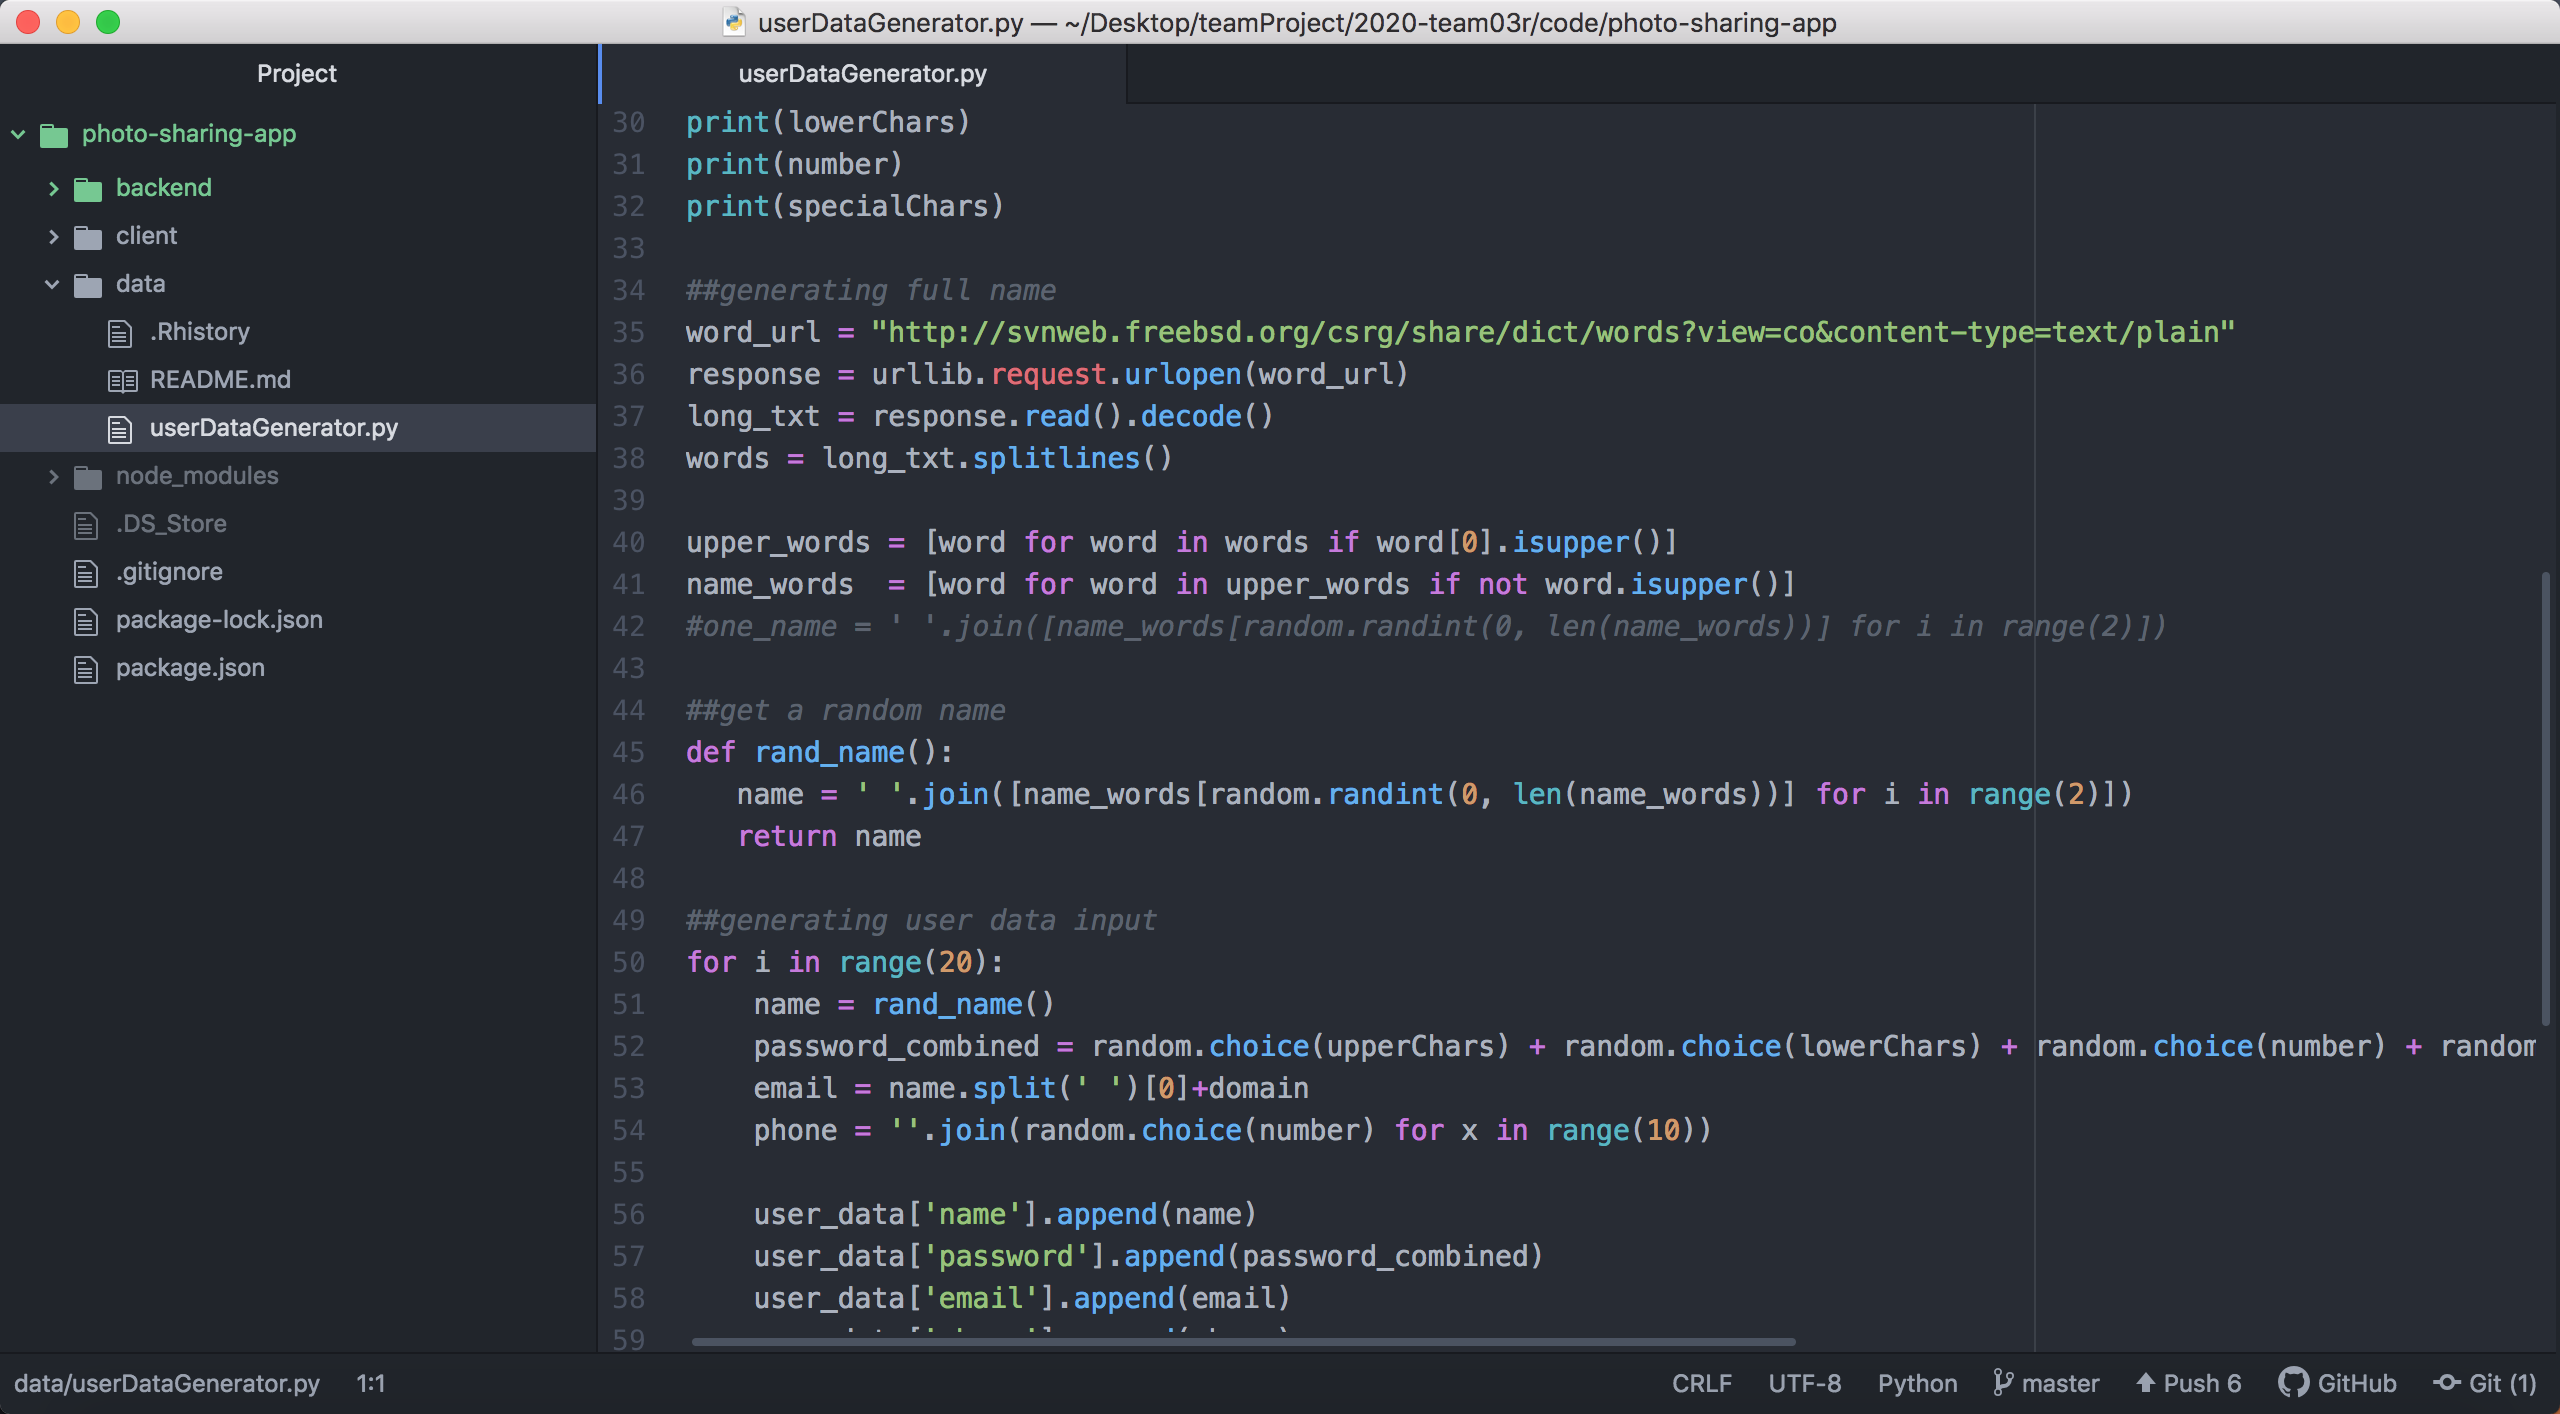 userDataGenerator.py — ~/Desktop/teamProject/2020-team03r/code/photo-sharing-app
Project
photo-sharing-app
backend
client
data
.Rhistory
README.md
userDataGenerator.py
node_modules
.DS_Store
.gitignore
package-lock.json
package.json
userDataGenerator.py
30 print(lowerChars)
31 print(number)
32 print(specialChars)
33
34 ##generating full name
35 word_url = "http://svnweb.freebsd.org/csrg/share/dict/words?view=co&content-type=text/plain"
36 response = urllib.request.urlopen(word_url)
37 long_txt = response.read().decode()
38 words = long_txt.splitlines()
39
40 upper_words = [word for word in words if word[0].isupper()]
41 name_words  = [word for word in upper_words if not word.isupper()]
42 #one_name = ' '.join([name_words[random.randint(0, len(name_words))] for i in range(2)])
43
44 ##get a random name
45 def rand_name():
46    name = ' '.join([name_words[random.randint(0, len(name_words))] for i in range(2)])
47    return name
48
49 ##generating user data input
50 for i in range(20):
51     name = rand_name()
52     password_combined = random.choice(upperChars) + random.choice(lowerChars) + random.choice(number) + random
53     email = name.split(' ')[0]+domain
54     phone = ''.join(random.choice(number) for x in range(10))
55
56     user_data['name'].append(name)
57     user_data['password'].append(password_combined)
58     user_data['email'].append(email)
59
data/userDataGenerator.py 1:1 CRLF UTF-8 Python master Push 6 GitHub Git (1)